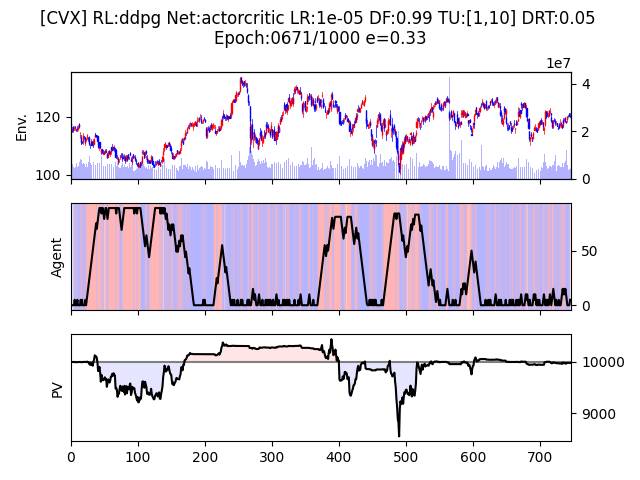 [CVX] RL:ddpg Net:actorcritic LR:1e-05 DF:0.99 TU:[1,10] DRT:0.05
Epoch:0671/1000 e=0.33
1e7
Env.
120
100
4
2
0
Agent
50
0
PV
10000
9000
0 100 200 300 400 500 600 700